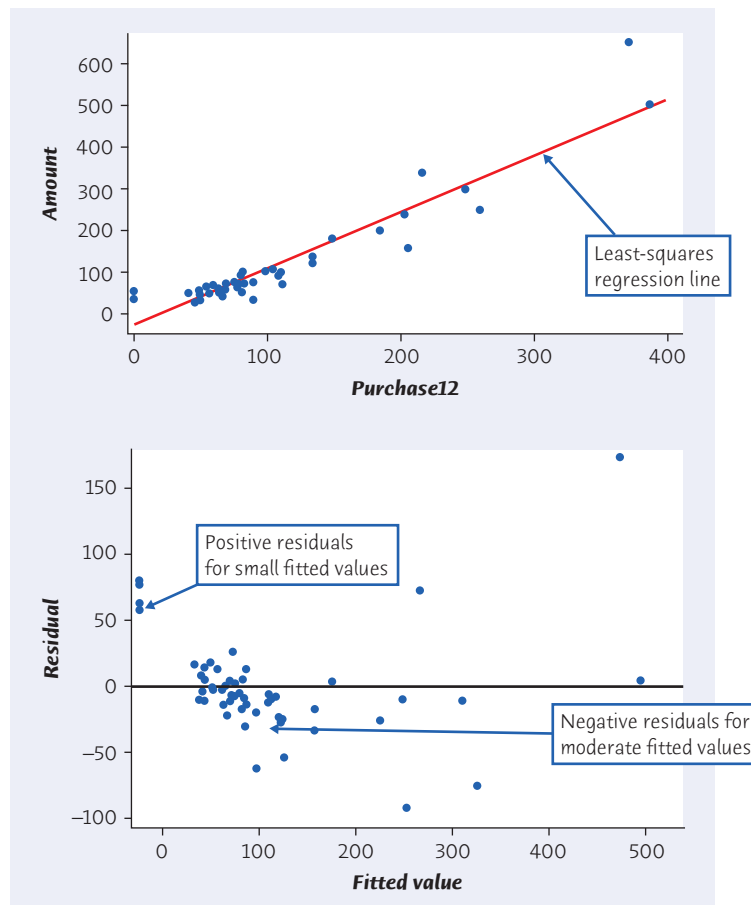 600
500
400
300
200
100
0
Amount
Least-squares
regression line
0 100 200 300 400
Purchase12
150
100
50
0
−50
−100
Residual
Positive residuals
for small fitted values
Negative residuals for
moderate fitted values
0 100 200 300 400 500
Fitted value